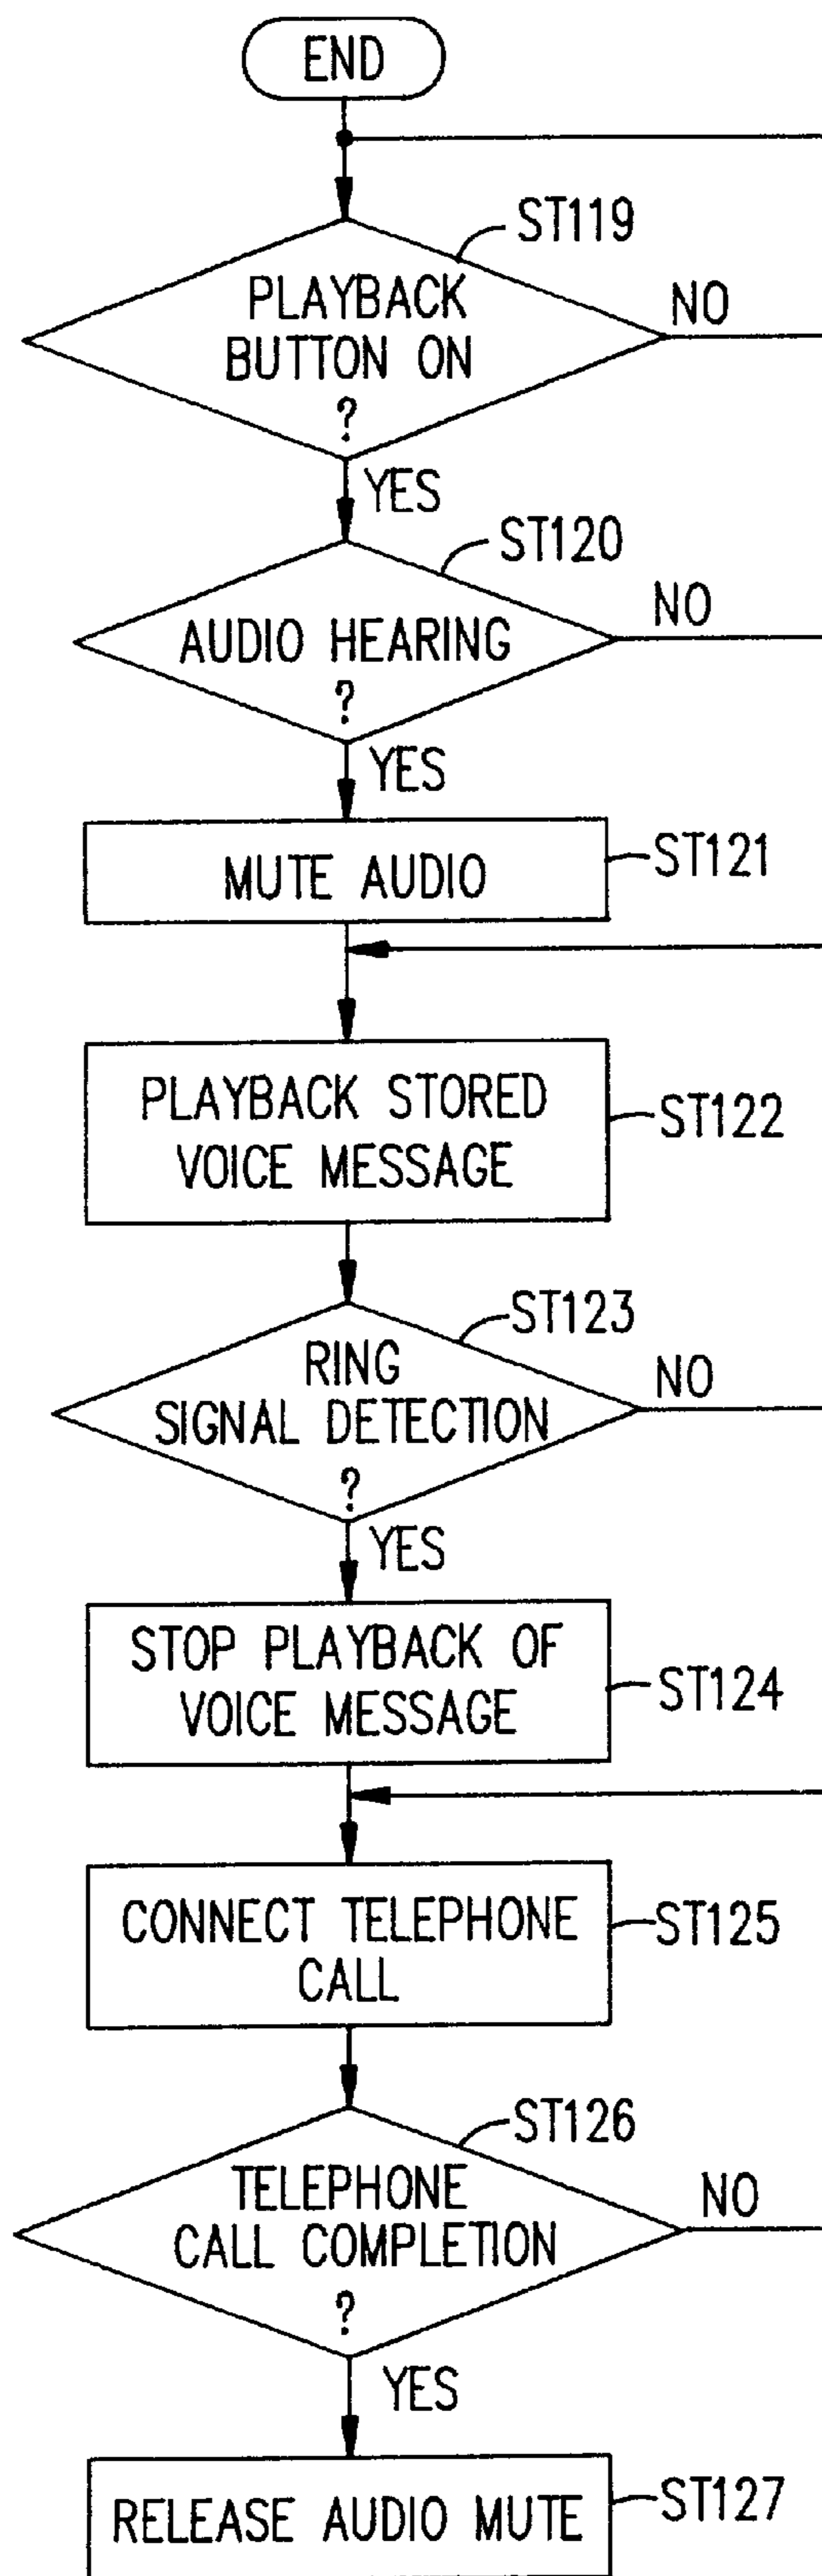 END
ST119
PLAYBACK
BUTTON ON
?
NO
YES
ST120
AUDIO HEARING
?
NO
YES
MUTE AUDIO
ST121
PLAYBACK STORED
VOICE MESSAGE
ST122
ST123
RING
SIGNAL DETECTION
?
NO
YES
STOP PLAYBACK OF
VOICE MESSAGE
ST124
CONNECT TELEPHONE
CALL
ST125
ST126
TELEPHONE
CALL COMPLETION
?
NO
YES
RELEASE AUDIO MUTE
ST127